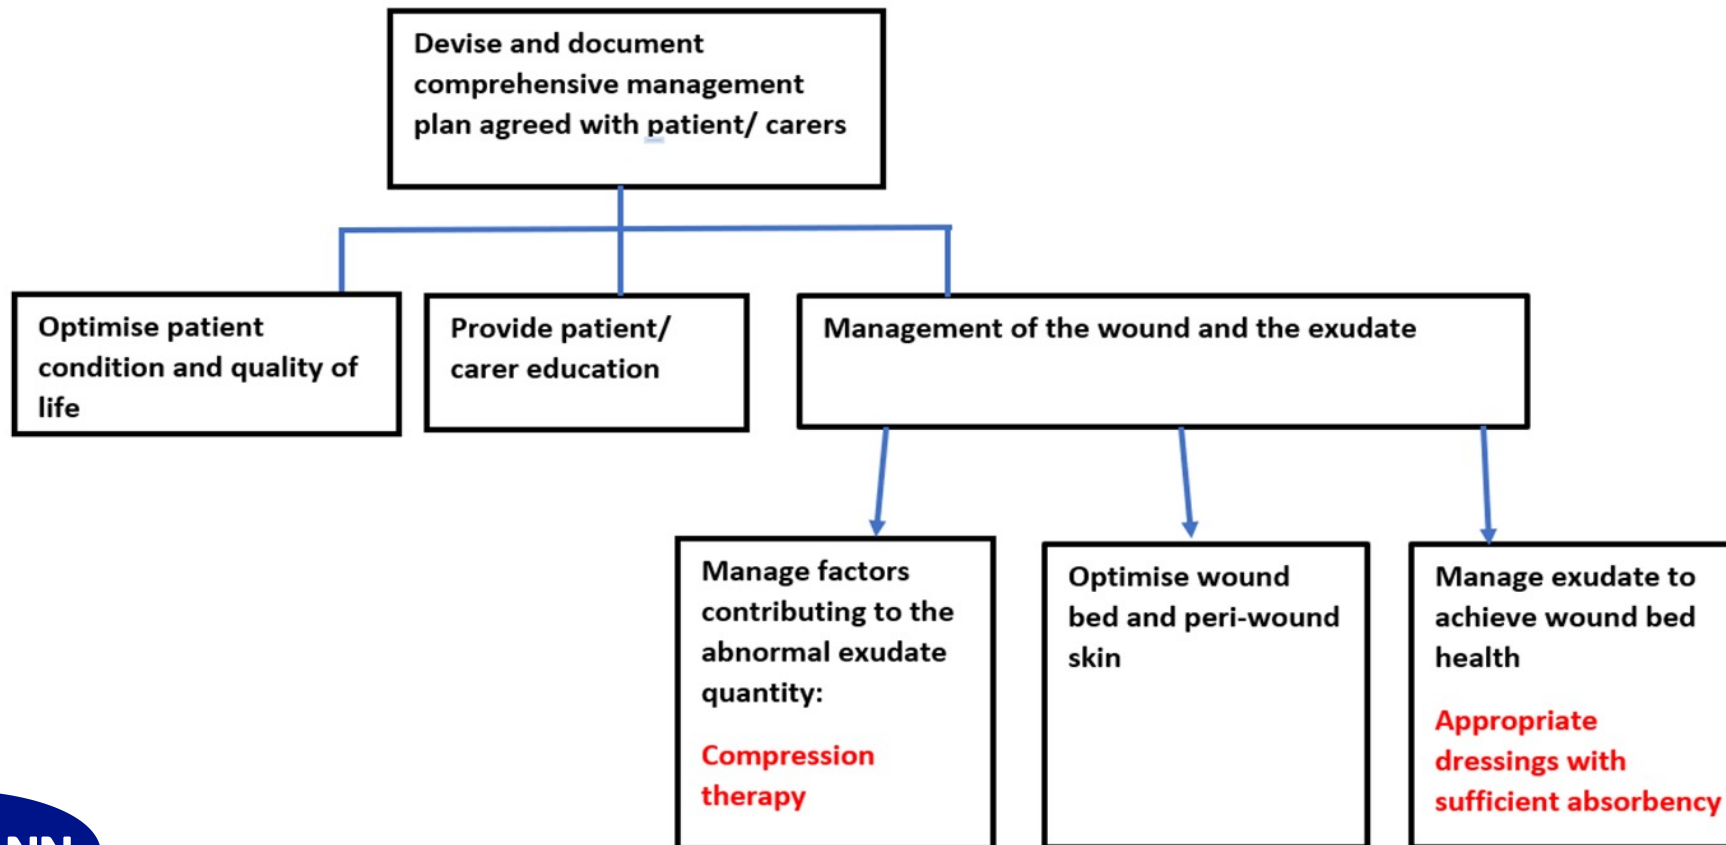 Devise and document
comprehensive management
plan agreed with patient/ carers
Optimise patient
condition and quality of
life
Provide patient/
carer education
Management of the wound and the exudate
Manage factors
contributing to the
abnormal exudate
quantity:
Compression
therapy
Optimise wound
bed and peri-wound
skin
Manage exudate to
achieve wound bed
health
Appropriate
dressings with
sufficient absorbency